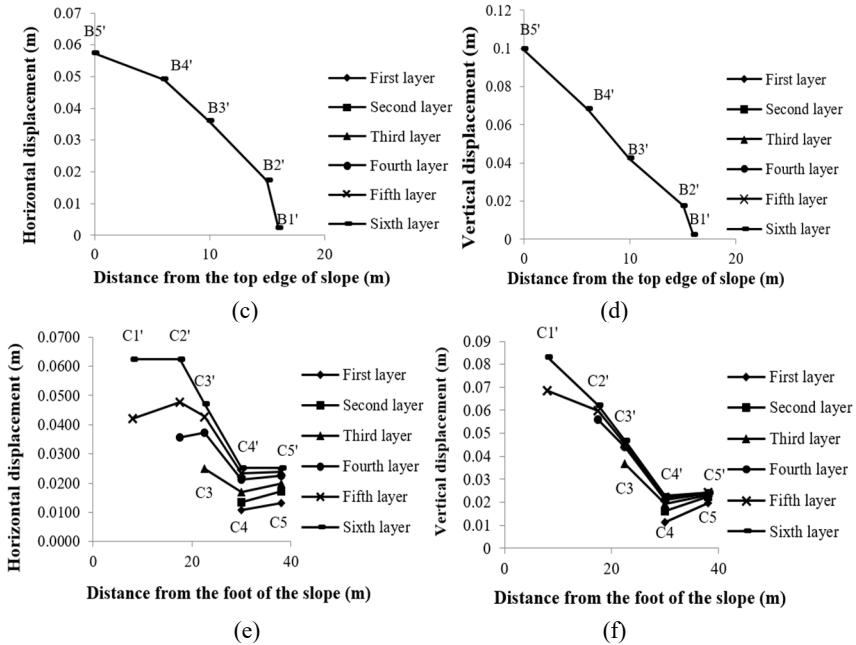 Horizontal displacement (m)
0.07
0.06
0.05
0.04
0.03
0.02
0.01
0
0
10
20
B5'
B4'
B3'
B2'
B1'
Distance from the top edge of slope (m)
First layer
Second layer
Third layer
Fourth layer
Fifth layer
Sixth layer
(c)
Vertical displacement (m)
0.12
0.1
0.08
0.06
0.04
0.02
0
0
10
20
B5'
B4'
B3'
B2'
B1'
Distance from the top edge of slope (m)
First layer
Second layer
Third layer
Fourth layer
Fifth layer
Sixth layer
(d)
Horizontal displacement (m)
0.0700
0.0600
0.0500
0.0400
0.0300
0.0200
0.0100
0.0000
0
20
40
C1'
C2'
C3'
C4'
C5'
C3
C4
C5
Distance from the foot of the slope (m)
First layer
Second layer
Third layer
Fourth layer
Fifth layer
Sixth layer
(e)
Vertical displacement (m)
0.09
0.08
0.07
0.06
0.05
0.04
0.03
0.02
0.01
0
0
20
40
C1'
C2'
C3'
C4'
C5'
C3
C4
C5
Distance from the foot of the slope (m)
First layer
Second layer
Third layer
Fourth layer
Fifth layer
Sixth layer
(f)